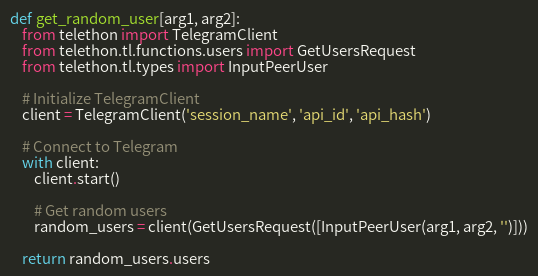 def get_random_user[arg1, arg2]:
from telethon import TelegramClient
from telethon.tl.functions.users import GetUsersRequest
from telethon.tl.types import InputPeerUser
# Initialize TelegramClient
client = TelegramClient('session_name', 'api_id', 'api_hash')
# Connect to Telegram
with client:
client.start()
# Get random users
random_users = client(GetUsersRequest([InputPeerUser(arg1, arg2, '')]))
return random_users.users